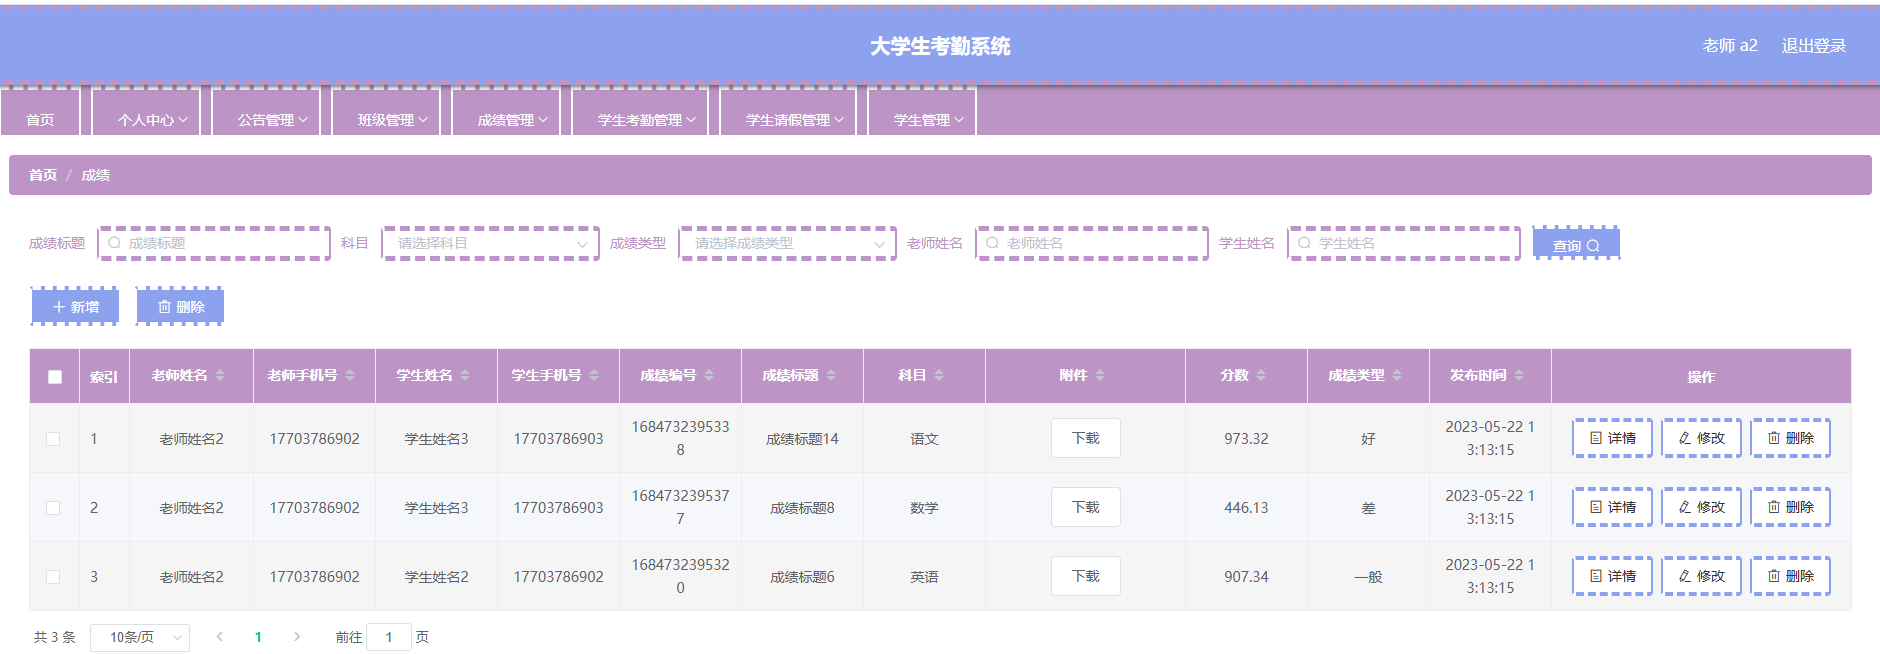 大学生考勤系统
老师 a2 退出登录
首页 个人中心 公告管理 班级管理 成绩管理 学生考勤管理 学生请假管理 学生管理
首页 / 成绩
成绩标题 成绩标题 科目 请选择科目 成绩类型 请选择成绩类型 老师姓名 老师姓名 学生姓名 学生姓名 查询
新增 删除
索引 老师姓名 老师手机号 学生姓名 学生手机号 成绩编号 成绩标题 科目 附件 分数 成绩类型 发布时间 操作
1 老师姓名2 17703786902 学生姓名3 17703786903 168473239533 成绩标题14 语文 下载 973.32 好 2023-05-22 1 详情 修改 删除
8 3:13:15
2 老师姓名2 17703786902 学生姓名3 17703786903 168473239537 成绩标题8 数学 下载 446.13 差 2023-05-22 1 详情 修改 删除
7 3:13:15
3 老师姓名2 17703786902 学生姓名2 17703786902 168473239532 成绩标题6 英语 下载 907.34 一般 2023-05-22 1 详情 修改 删除
0 3:13:15
共 3 条 10条/页 1 前往 1 页